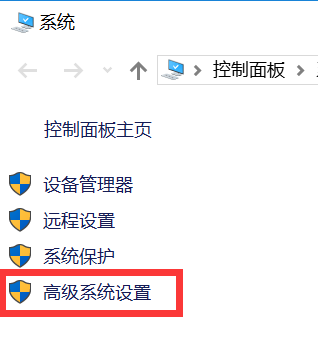 系统
控制面板
控制面板主页
设备管理器
远程设置
系统保护
高级系统设置